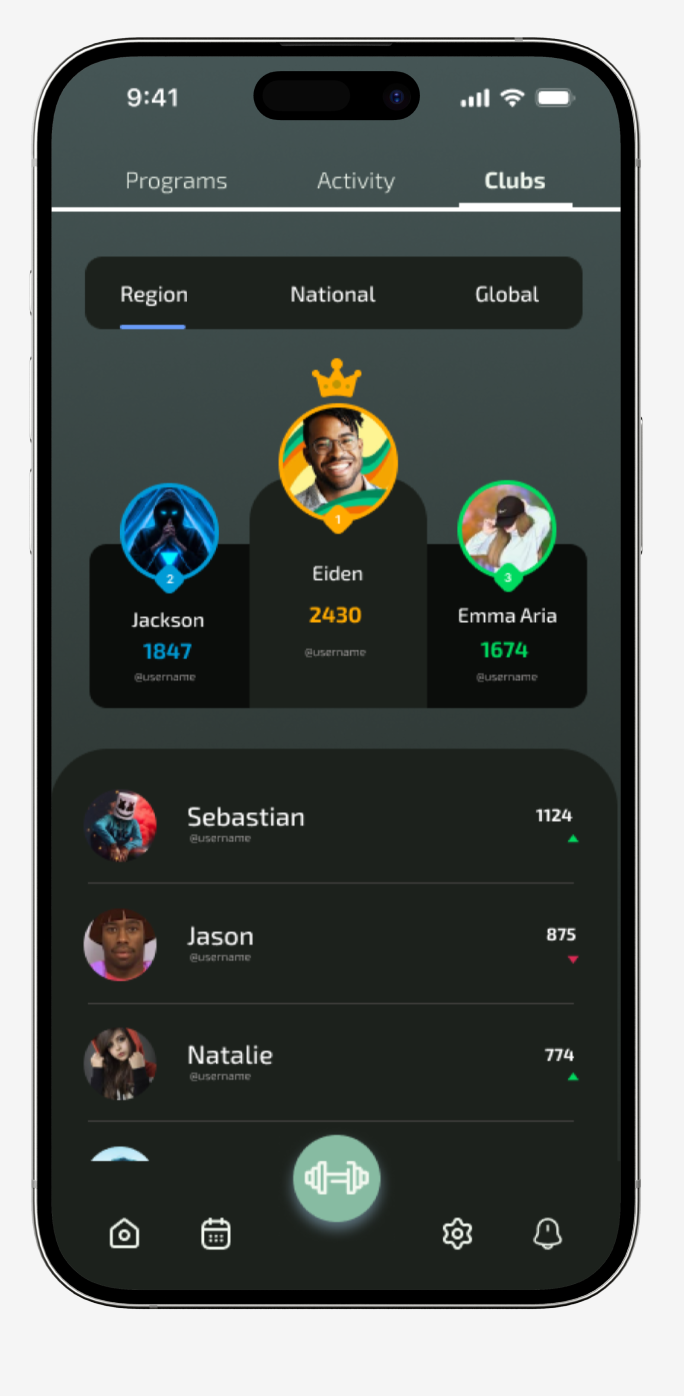 9:41
Programs Activity Clubs
Region National Global
1
2
3
Eiden
2430
@username
Jackson
1847
@username
Emma Aria
1674
@username
Sebastian 1124
@username
Jason 875
@username
Natalie 774
@username